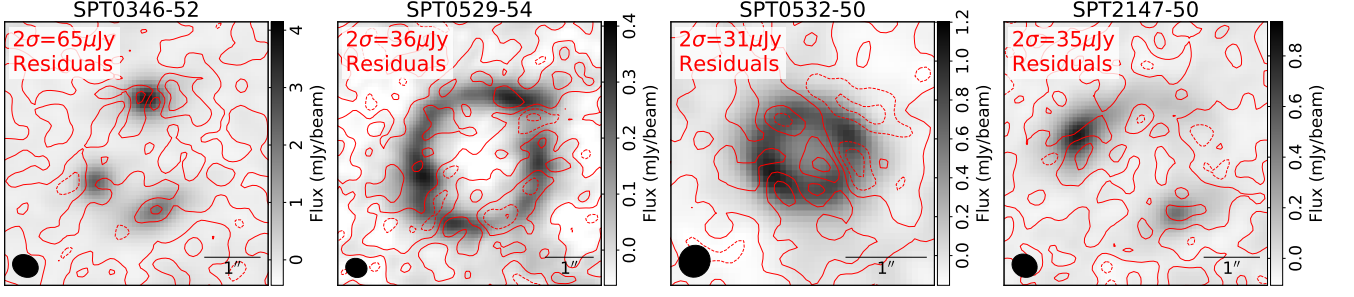 SPT0346-52
2σ=65μJy
Residuals
1″
4
3
2
1
0
Flux (mJy/beam)
SPT0529-54
2σ=36μJy
Residuals
1″
0.4
0.3
0.2
0.1
0.0
Flux (mJy/beam)
SPT0532-50
2σ=31μJy
Residuals
1″
1.2
1.0
0.8
0.6
0.4
0.2
0.0
Flux (mJy/beam)
SPT2147-50
2σ=35μJy
Residuals
1″
0.8
0.6
0.4
0.2
0.0
Flux (mJy/beam)